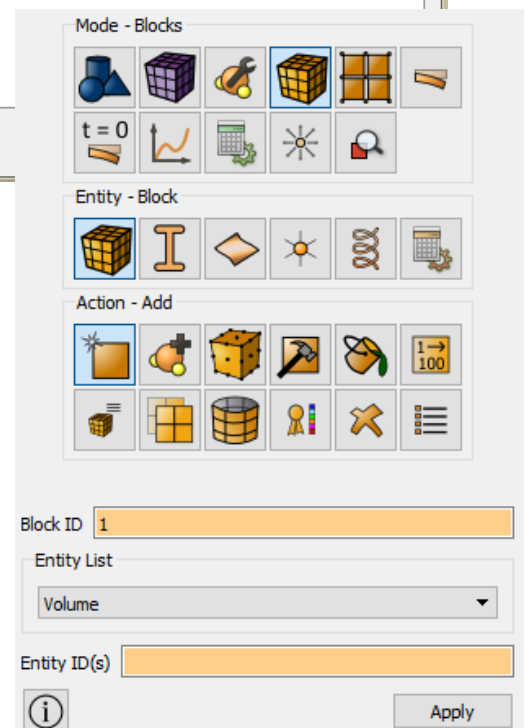 Mode - Blocks
t = 0
Entity - Block
Action - Add
1→
100
Block ID 1
Entity List
Volume
Entity ID(s)
i
Apply